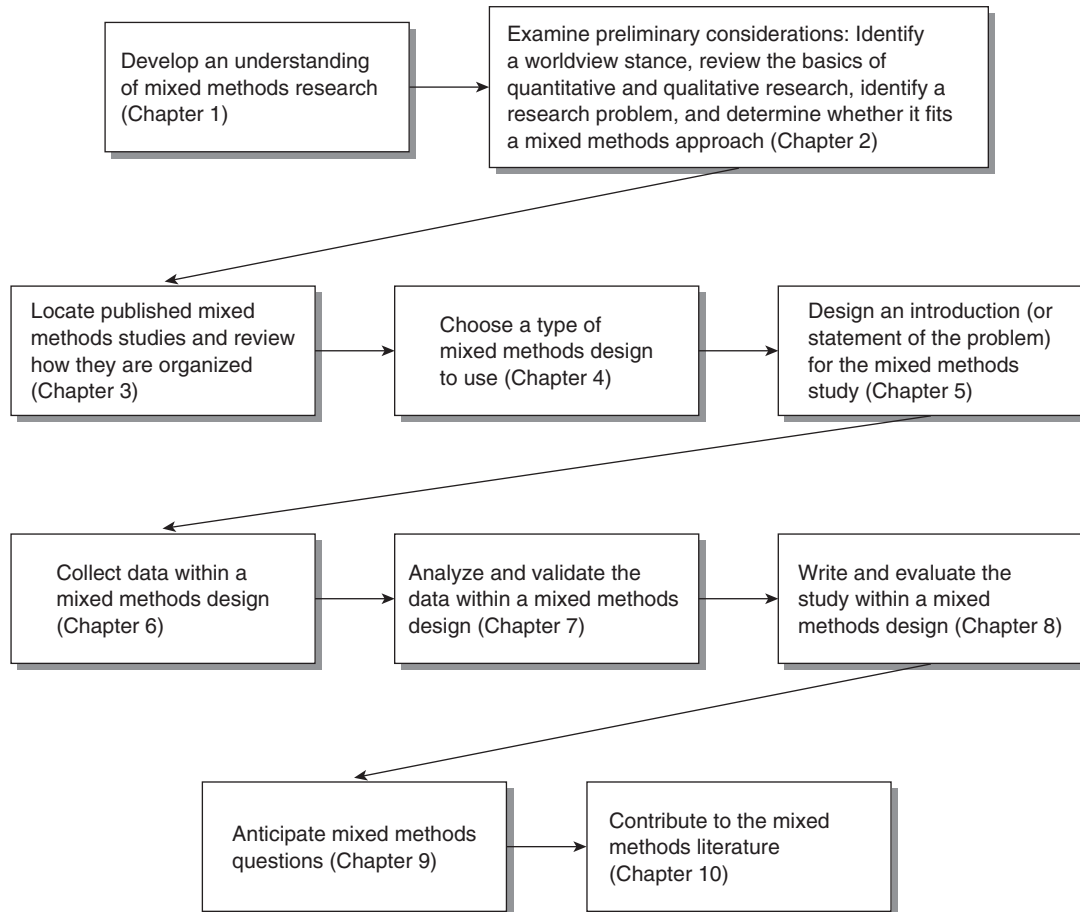 Develop an understanding
of mixed methods research
(Chapter 1)
Examine preliminary considerations: Identify
a worldview stance, review the basics of
quantitative and qualitative research, identify a
research problem, and determine whether it fits
a mixed methods approach (Chapter 2)
Locate published mixed
methods studies and review
how they are organized
(Chapter 3)
Choose a type of
mixed methods design
to use (Chapter 4)
Design an introduction (or
statement of the problem)
for the mixed methods
study (Chapter 5)
Collect data within a
mixed methods design
(Chapter 6)
Analyze and validate the
data within a mixed methods
design (Chapter 7)
Write and evaluate the
study within a mixed
methods design (Chapter 8)
Anticipate mixed methods
questions (Chapter 9)
Contribute to the mixed
methods literature
(Chapter 10)